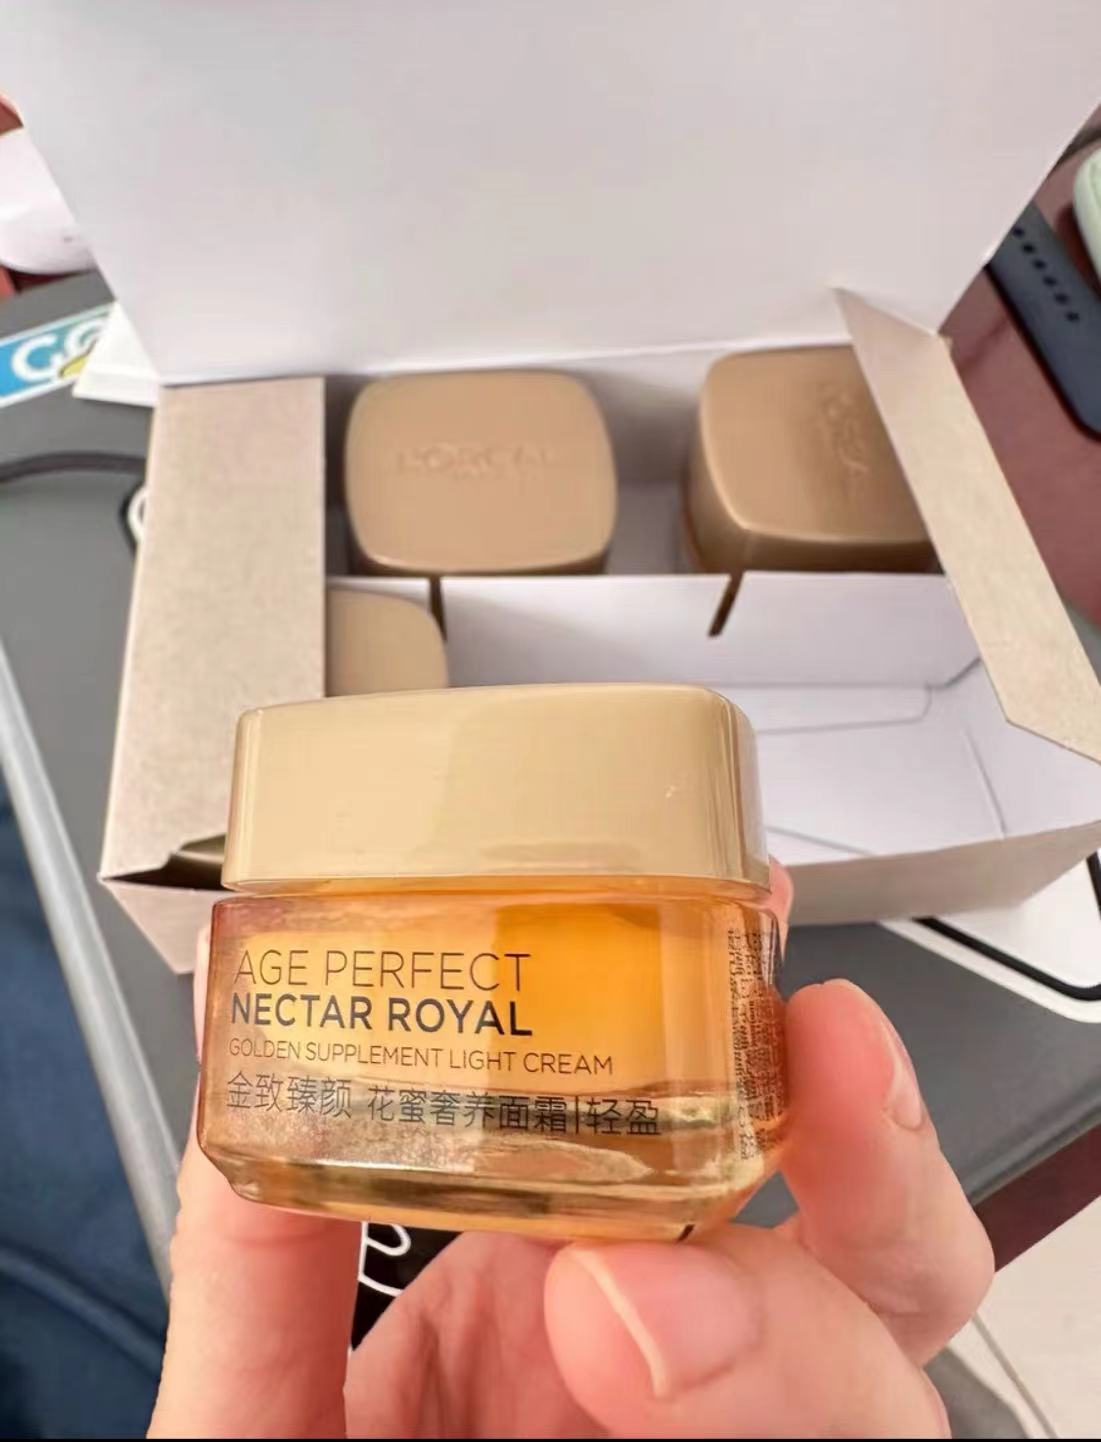 L'ORÉAL
AGE PERFECT
NECTAR ROYAL
GOLDEN SUPPLEMENT LIGHT CREAM
金致臻颜 花蜜奢养面霜|轻盈